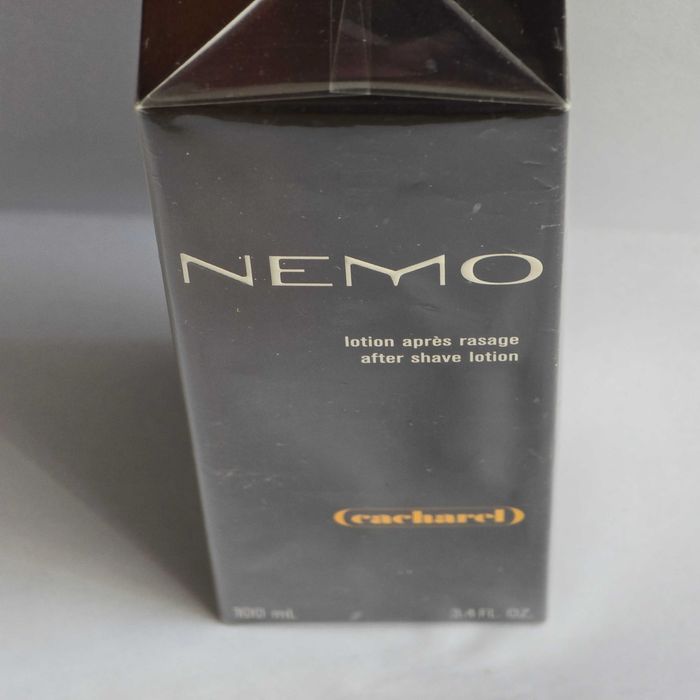 NEMO
lotion après rasage
after shave lotion
(cacharel)
100 mL 3.4 FL. OZ.